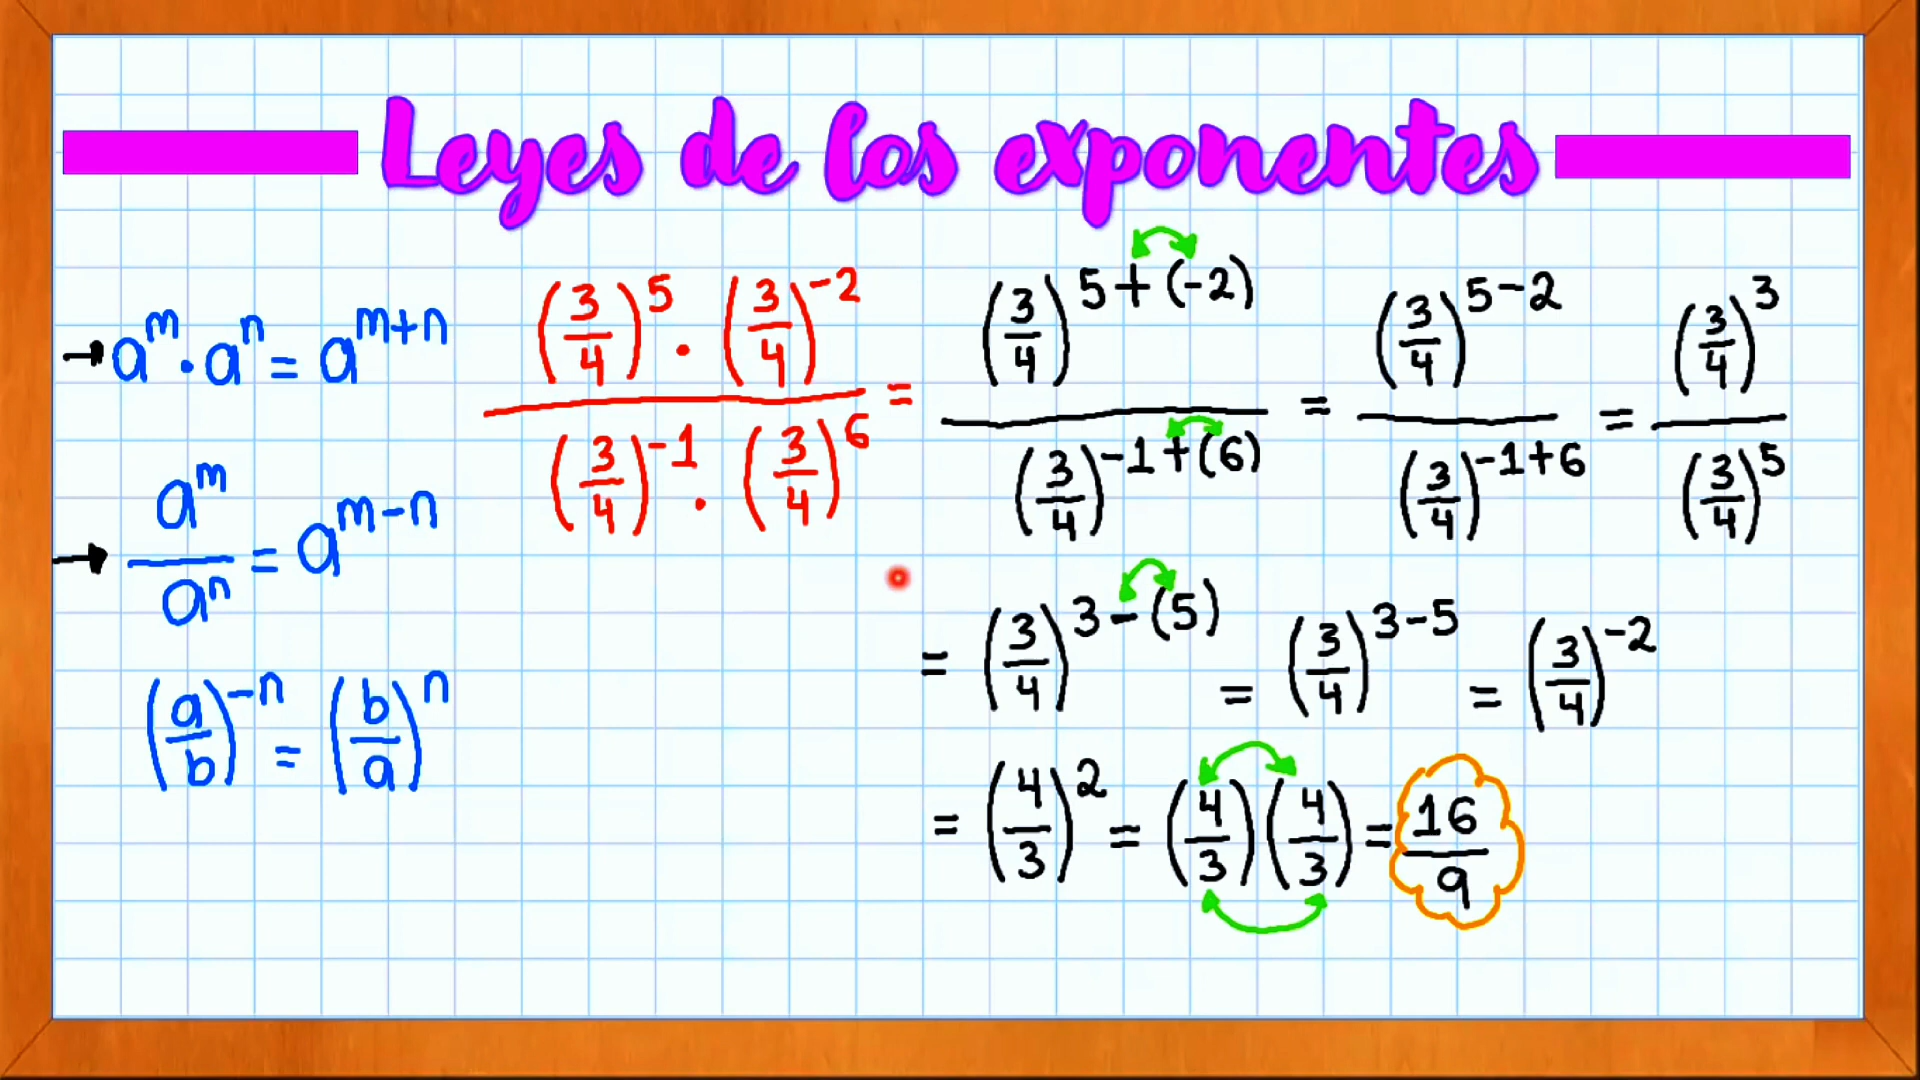 Leyes de los exponentes
→ a^m · a^n = a^{m+n}
→ a^m / a^n = a^{m-n}
(a/b)^{-n} = (b/a)^n
((3/4)^5 · (3/4)^{-2}) / ((3/4)^{-1} · (3/4)^6) = (3/4)^{5+(-2)} / (3/4)^{-1+(6)} = (3/4)^{5-2} / (3/4)^{-1+6} = (3/4)^3 / (3/4)^5
= (3/4)^{3-(5)} = (3/4)^{3-5} = (3/4)^{-2}
= (4/3)^2 = (4/3)(4/3) = 16/9